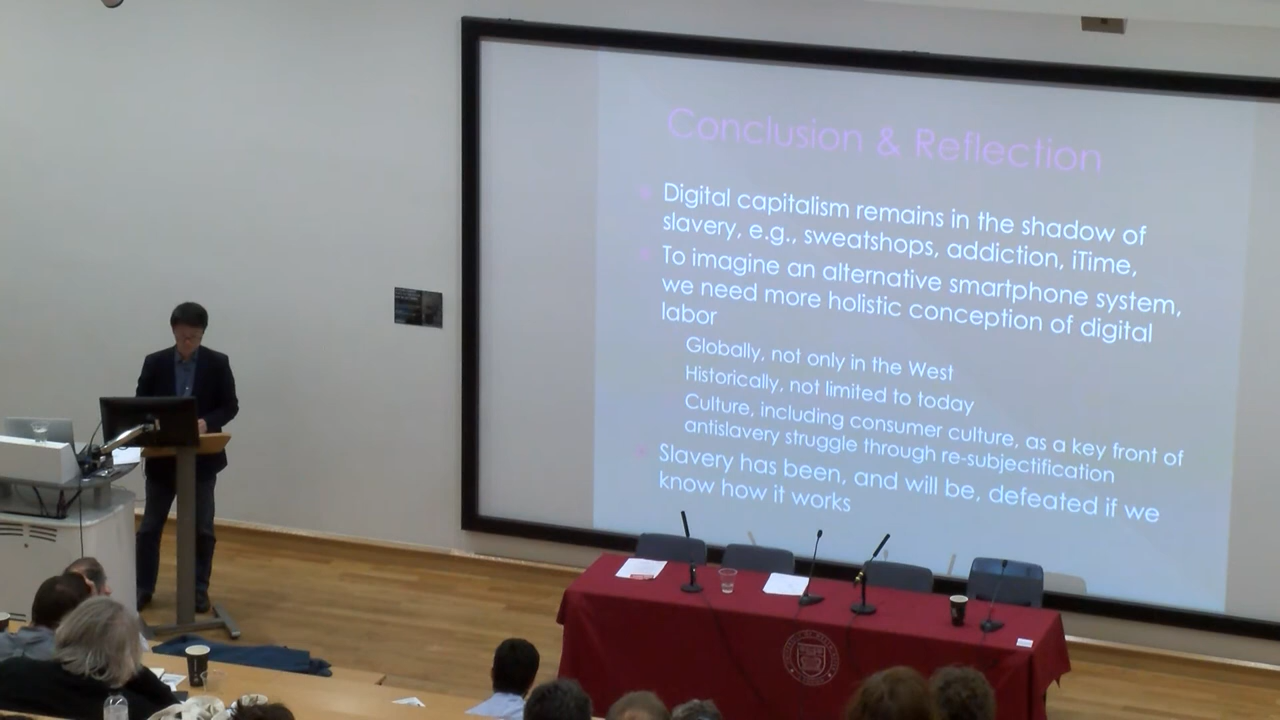 Conclusion & Reflection
Digital capitalism remains in the shadow of
slavery, e.g., sweatshops, addiction, iTime,
To imagine an alternative smartphone system,
we need more holistic conception of digital
labor
Globally, not only in the West
Historically, not limited to today
Culture, including consumer culture, as a key front of
antislavery struggle through re-subjectification
Slavery has been, and will be, defeated if we
know how it works